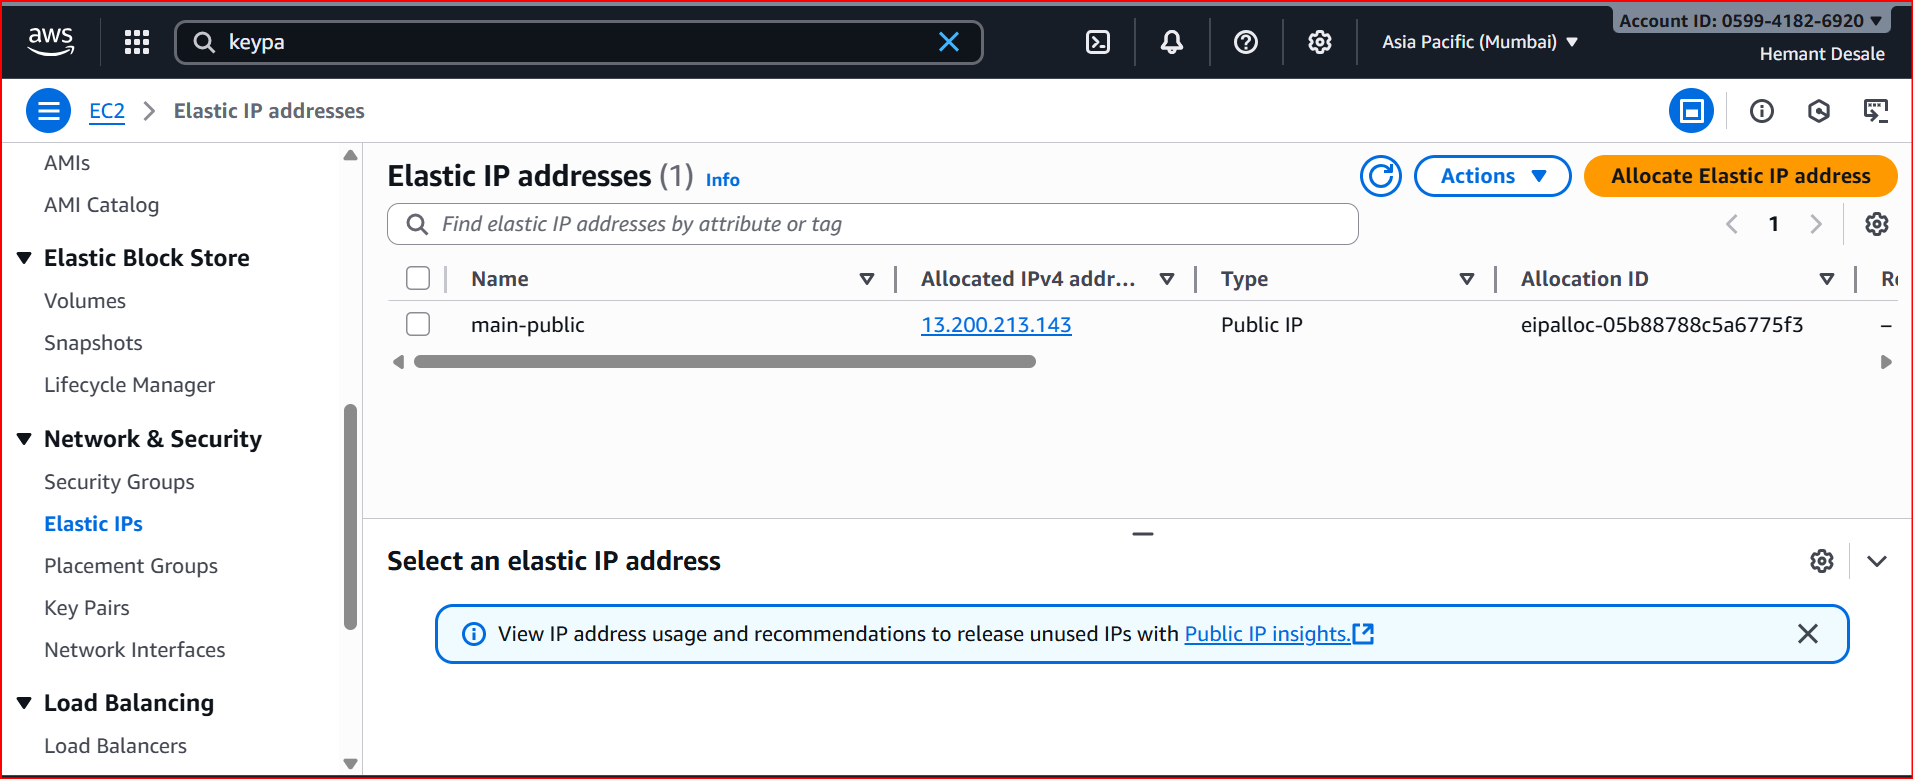 aws
keypa
Asia Pacific (Mumbai)
Account ID: 0599-4182-6920
Hemant Desale
EC2
Elastic IP addresses
AMIs
AMI Catalog
Elastic Block Store
Volumes
Snapshots
Lifecycle Manager
Network & Security
Security Groups
Elastic IPs
Placement Groups
Key Pairs
Network Interfaces
Load Balancing
Load Balancers
Elastic IP addresses (1) Info
Actions
Allocate Elastic IP address
Find elastic IP addresses by attribute or tag
1
Name Allocated IPv4 addr... Type Allocation ID
main-public 13.200.213.143 Public IP eipalloc-05b88788c5a6775f3 –
Select an elastic IP address
View IP address usage and recommendations to release unused IPs with Public IP insights.